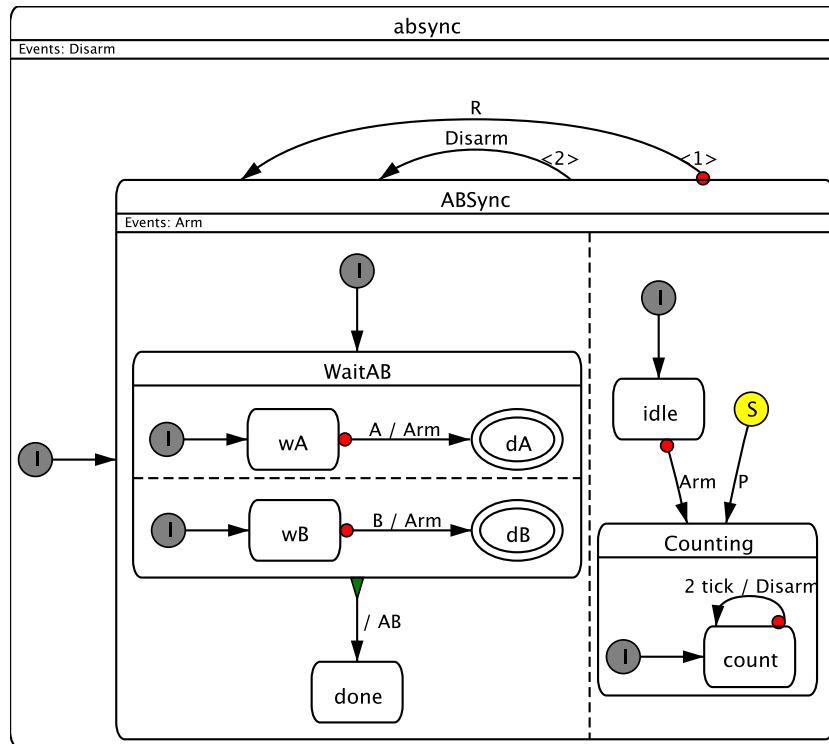 absync
Events: Disarm
R
Disarm
<2>
<1>
ABSync
Events: Arm
I
I
WaitAB
idle
S
I
wA
A / Arm
dA
I
Arm
P
I
wB
B / Arm
dB
Counting
2 tick / Disarm
/ AB
I
count
done